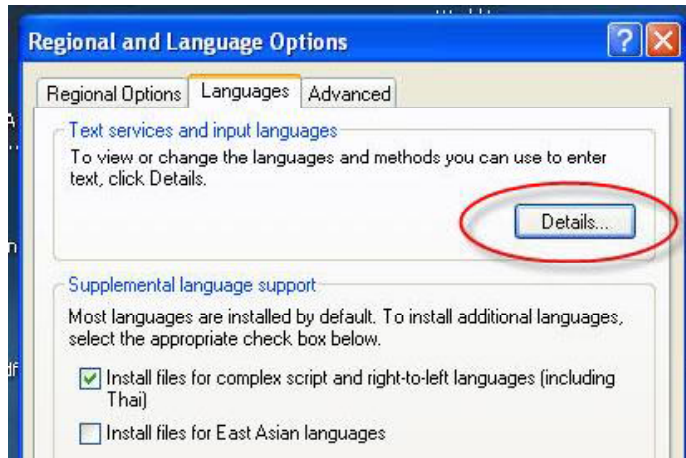 Regional and Language Options
Regional Options Languages Advanced
Text services and input languages
To view or change the languages and methods you can use to enter
text, click Details.
Details...
Supplemental language support
Most languages are installed by default. To install additional languages,
select the appropriate check box below.
Install files for complex script and right-to-left languages (including
Thai)
Install files for East Asian languages